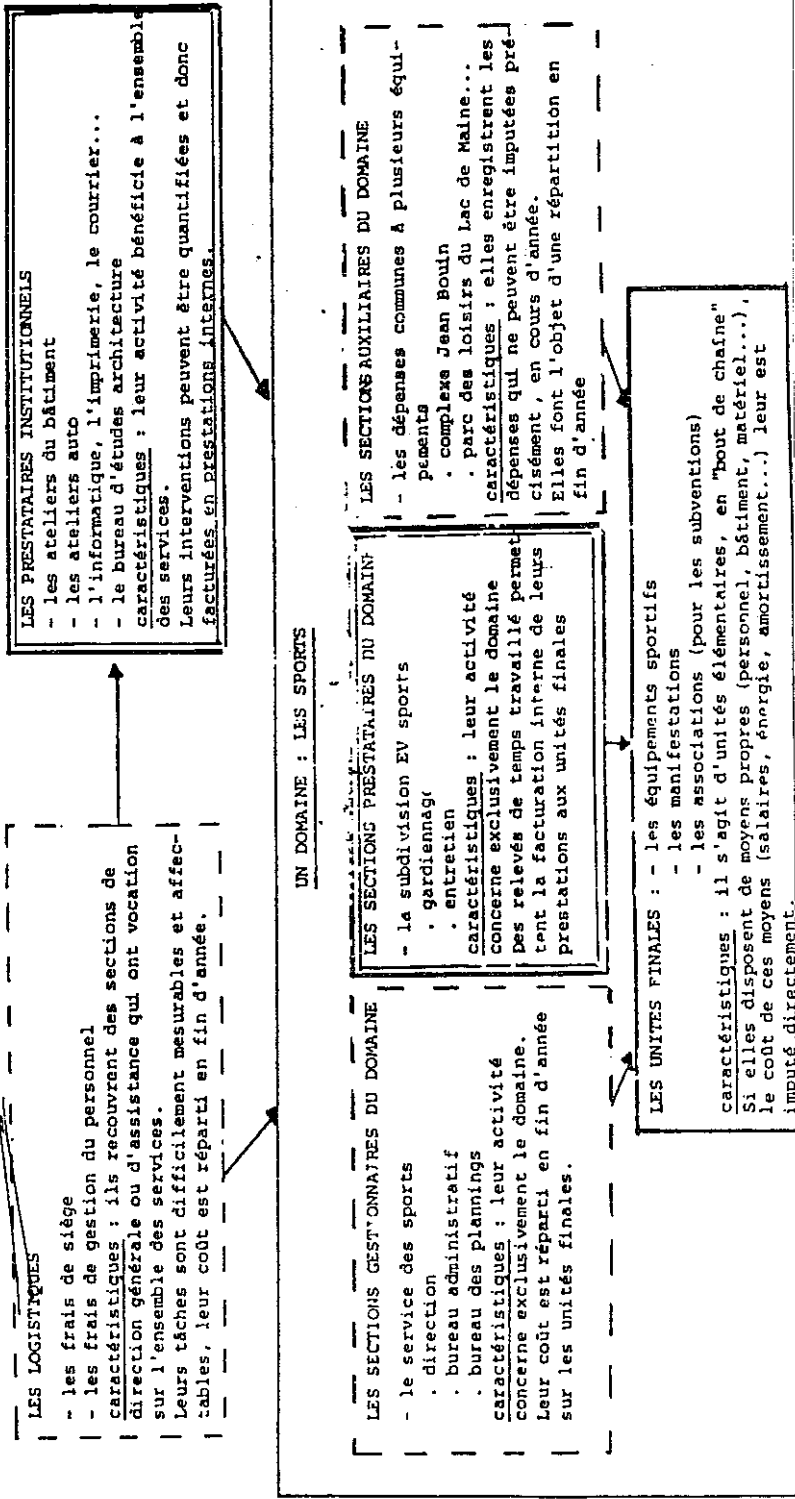 LES LOGISTIQUES
- les frais de siège
- les frais de gestion du personnel
caractéristiques : ils recouvrant des sections de
direction générale ou d'assistance qui ont vocation
sur l'ensemble des services.
Leurs tâches sont difficilement mesurables et affec-
tables, leur coût est réparti en fin d'année.
LES PRESTATAIRES INSTITUTIONNELS
- les ateliers du bâtiment
- les ateliers auto
- l'informatique, l'imprimerie, le courrier...
- le bureau d'études architecture
caractéristiques : leur activité bénéficie à l'ensemble
des services.
Leurs interventions peuvent être quantifiées et donc
facturées en prestations internes.
UN DOMAINE : LES SPORTS
LES SECTIONS GESTIONNAIRES DU DOMAINE
- le service des sports
. direction
. bureau administratif
. bureau des plannings
caractéristiques : leur activité
concerne exclusivement le domaine.
Leur coût est réparti en fin d'année
sur les unités finales.
LES SECTIONS PRESTATAIRES DU DOMAINE
- la subdivision EV sports
. gardiennage
. entretien
caractéristiques : leur activité
concerne exclusivement le domaine
Des relevés de temps travaillé permet
tent la facturation interne de leurs
prestations aux unités finales
LES SECTIONS AUXILIAIRES DU DOMAINE
- les dépenses communes à plusieurs équi-
pements
. complexe Jean Bouin
. parc des loisirs du Lac de Maine...
caractéristiques : elles enregistrent les
dépenses qui ne peuvent être imputées pré-
cisément, en cours d'année.
Elles font l'objet d'une répartition en
fin d'année
LES UNITES FINALES : - les équipements sportifs
- les manifestations
- les associations (pour les subventions)
caractéristiques : il s'agit d'unités élémentaires, en "bout de chaîne"
Si elles disposent de moyens propres (personnel, bâtiment, matériel...),
le coût de ces moyens (salaires, énergie, amortissement...) leur est
imputé directement.